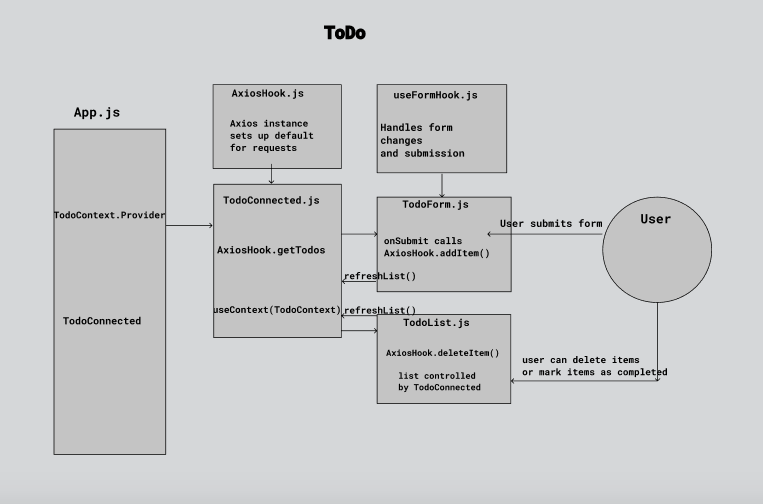 ToDo
App.js
TodoContext.Provider
TodoConnected
AxiosHook.js
Axios instance
sets up default
for requests
useFormHook.js
Handles form
changes
and submission
TodoConnected.js
AxiosHook.getTodos
useContext(TodoContext)
TodoForm.js
onSubmit calls
AxiosHook.addItem()
refreshList()
refreshList()
TodoList.js
AxiosHook.deleteItem()
list controlled
by TodoConnected
User submits form
User
user can delete items
or mark items as completed